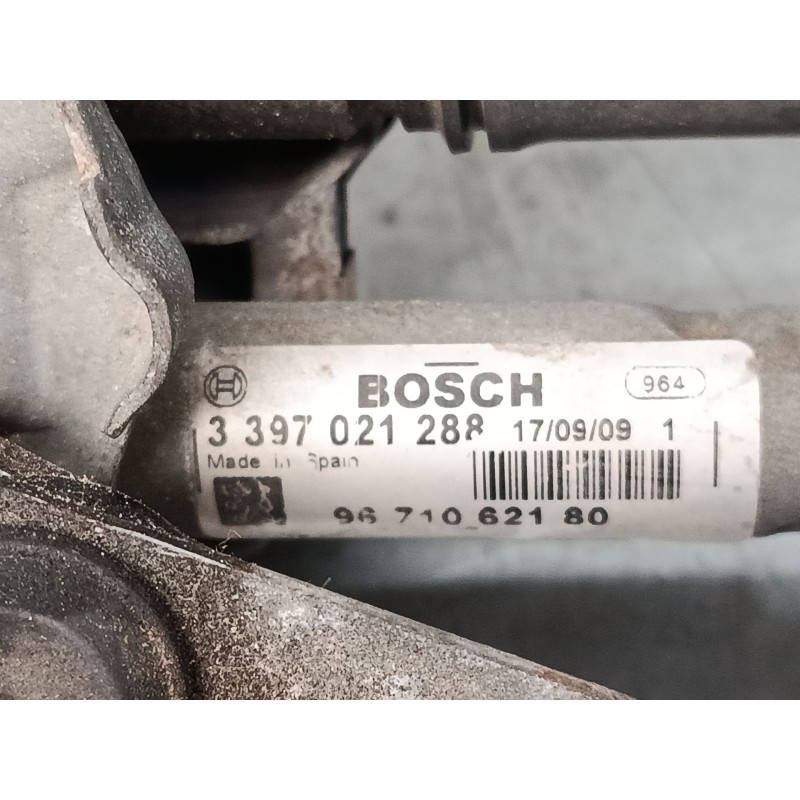 BOSCH 964
3 397 021 288 17/09/09 1
Made in Spain
96 710 621 80